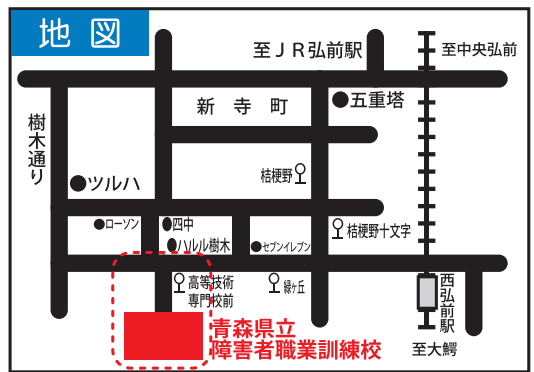 地図
至JR弘前駅
至中央弘前
五重塔
新寺町
樹木通り
ツルハ
桔梗野
ローソン
四中
桔梗野十文字
ハルル樹木
セブンイレブン
高等技術
専門校前
緑ヶ丘
西弘前駅
青森県立
障害者職業訓練校
至大鰐